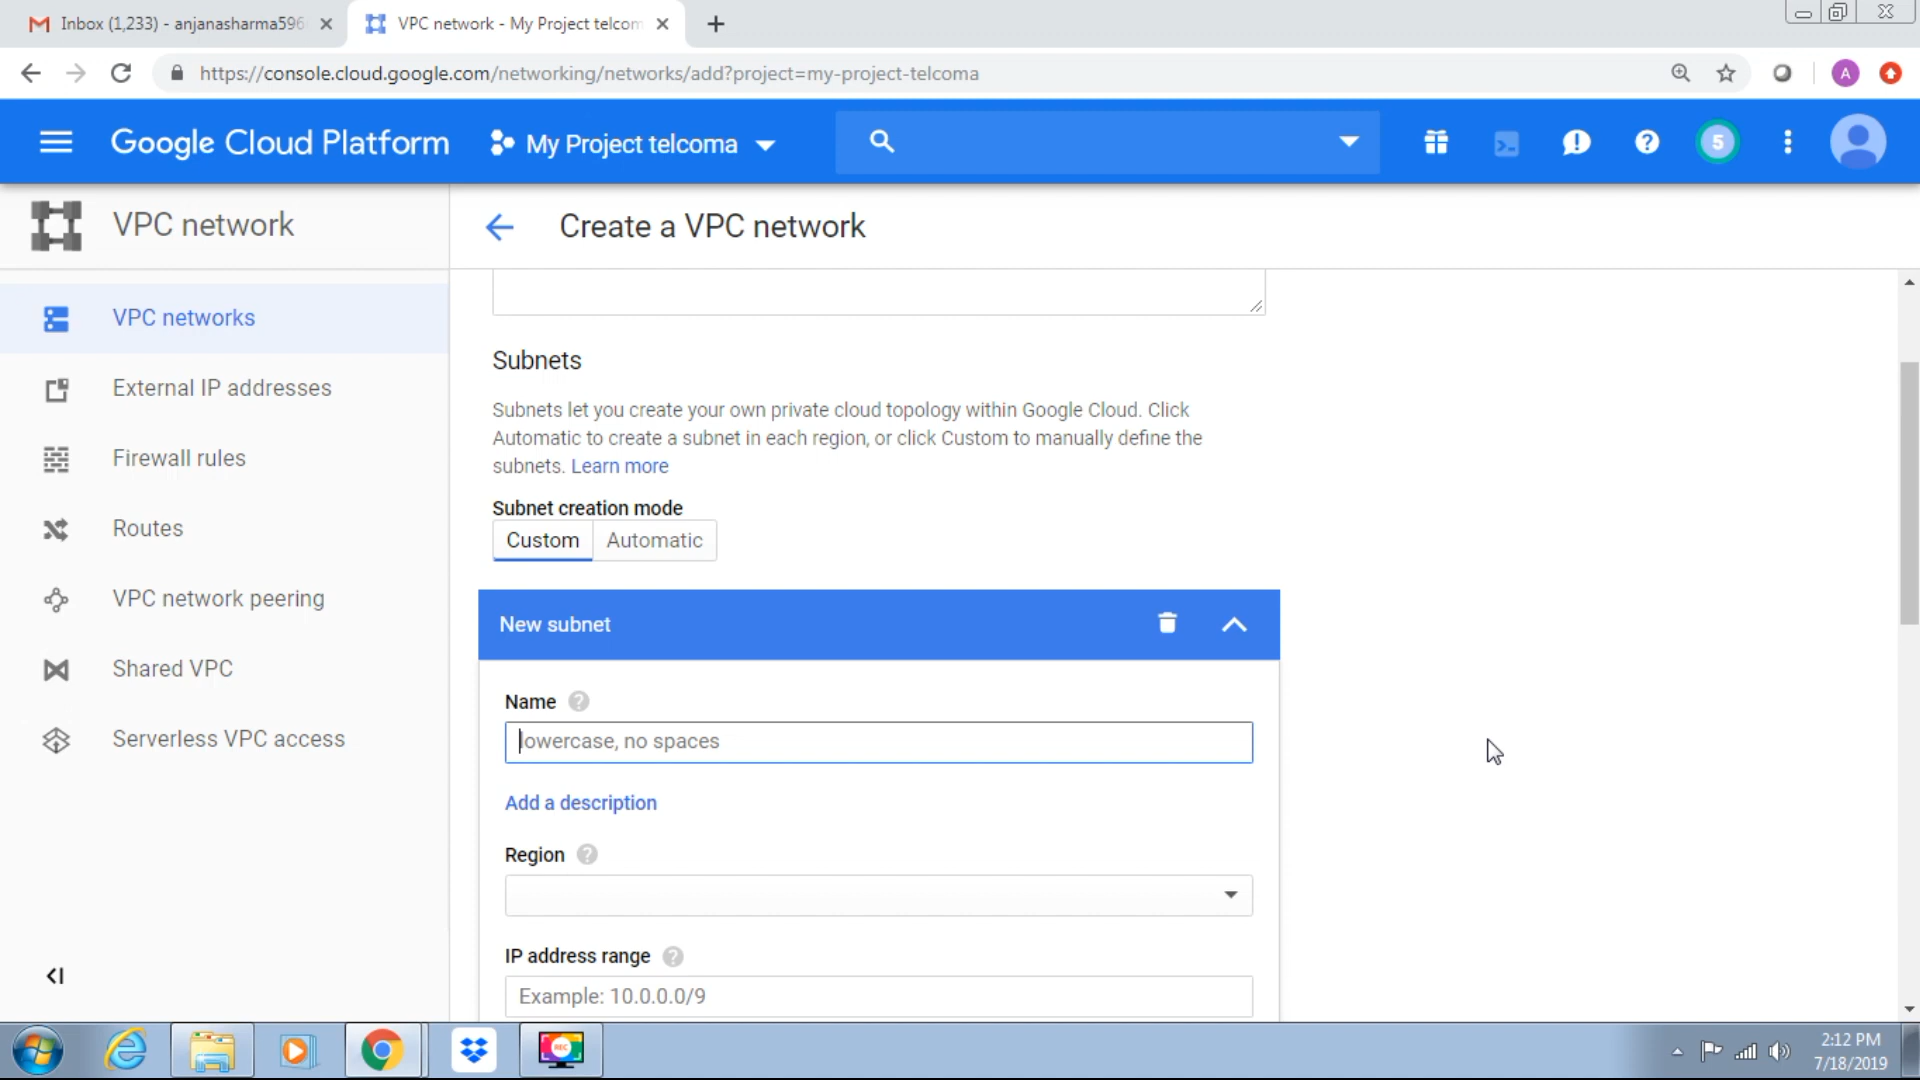 Inbox (1,233) - anjanasharma596
VPC network - My Project telcom
https://console.cloud.google.com/networking/networks/add?project=my-project-telcoma
A
Google Cloud Platform
My Project telcoma
5
VPC network
Create a VPC network
VPC networks
External IP addresses
Firewall rules
Routes
VPC network peering
Shared VPC
Serverless VPC access
Subnets
Subnets let you create your own private cloud topology within Google Cloud. Click
Automatic to create a subnet in each region, or click Custom to manually define the
subnets. Learn more
Subnet creation mode
Custom
Automatic
New subnet
Name
lowercase, no spaces
Add a description
Region
IP address range
Example: 10.0.0.0/9
REC
2:12 PM
7/18/2019